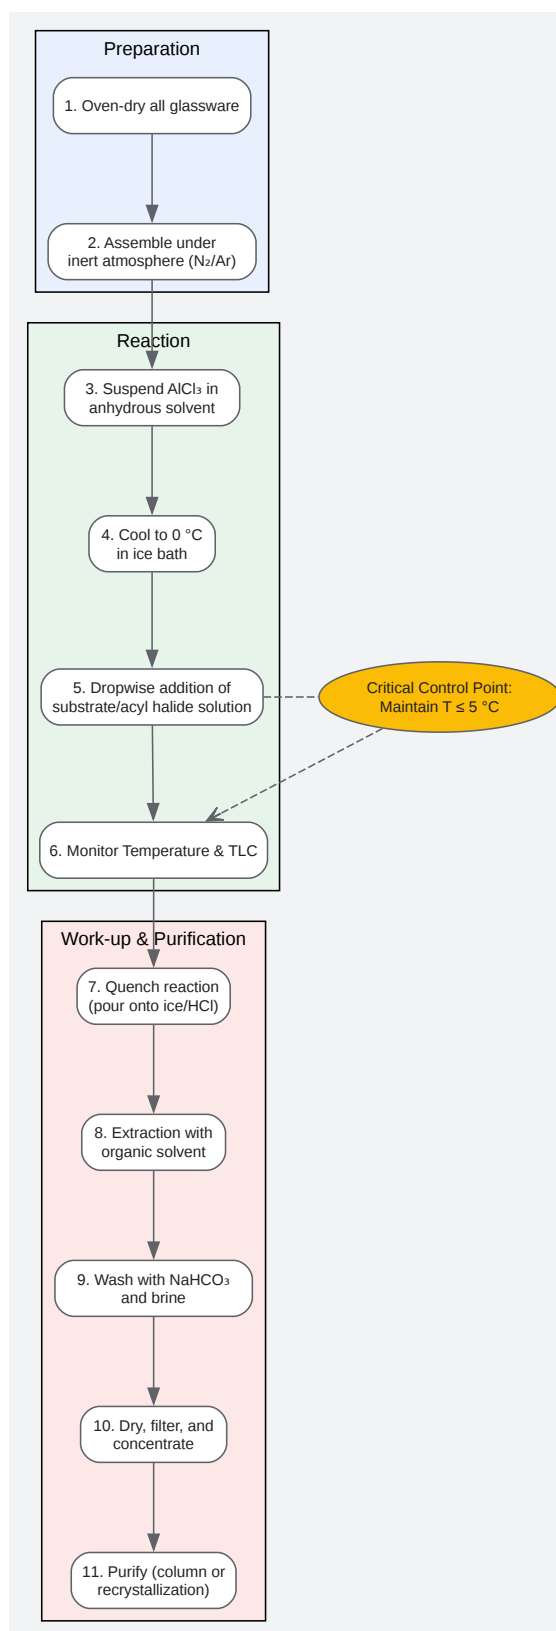 Preparation
1. Oven-dry all glassware
2. Assemble under
inert atmosphere (N₂/Ar)
Reaction
3. Suspend AlCl₃ in
anhydrous solvent
4. Cool to 0 °C
in ice bath
5. Dropwise addition of
substrate/acyl halide solution
Critical Control Point:
Maintain T ≤ 5 °C
6. Monitor Temperature & TLC
Work-up & Purification
7. Quench reaction
(pour onto ice/HCl)
8. Extraction with
organic solvent
9. Wash with NaHCO₃
and brine
10. Dry, filter, and
concentrate
11. Purify (column or
recrystallization)